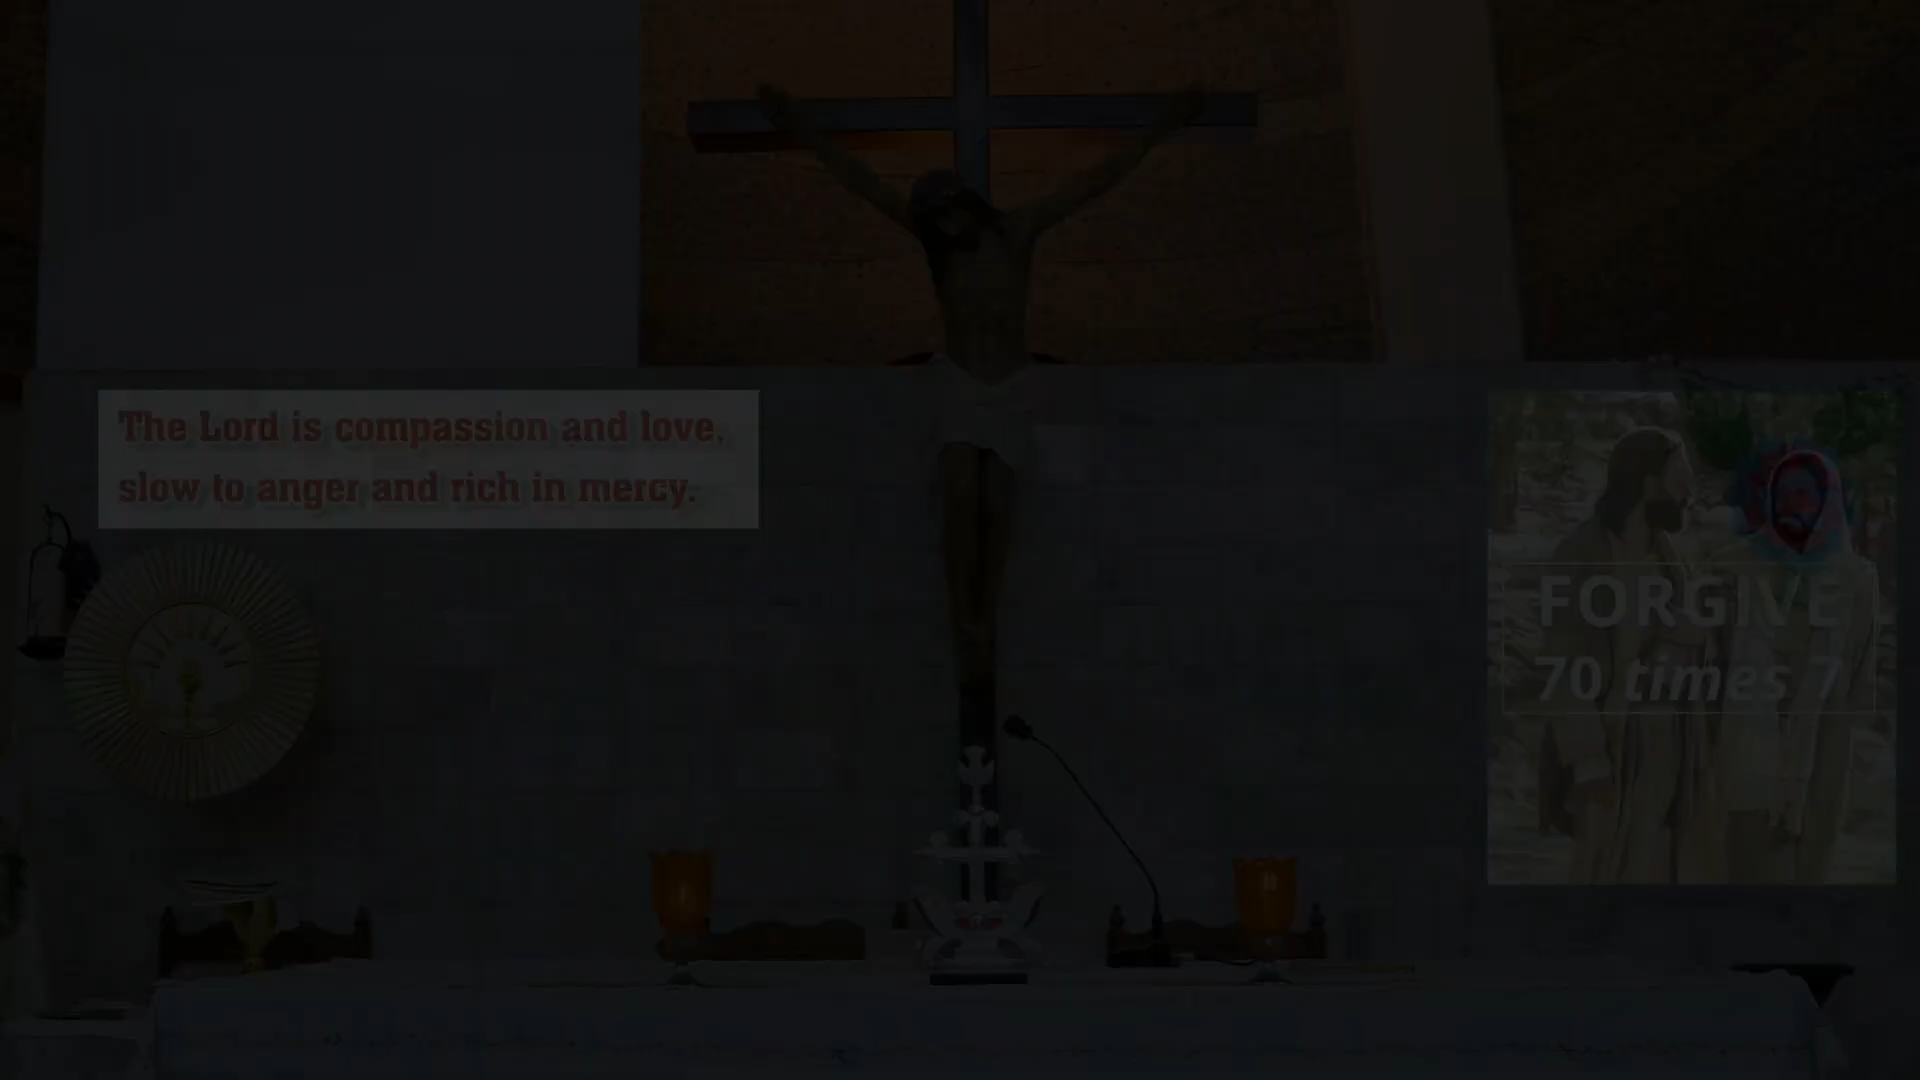 The Lord is compassion and love,
slow to anger and rich in mercy.
FORGIVE
70 times 7